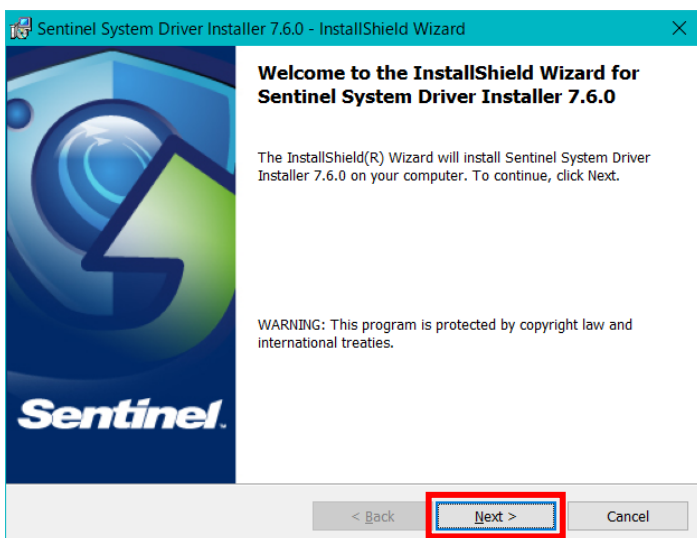 Sentinel System Driver Installer 7.6.0 - InstallShield Wizard
Welcome to the InstallShield Wizard for
Sentinel System Driver Installer 7.6.0
The InstallShield(R) Wizard will install Sentinel System Driver
Installer 7.6.0 on your computer. To continue, click Next.
WARNING: This program is protected by copyright law and
international treaties.
Sentinel.
< Back
Next >
Cancel